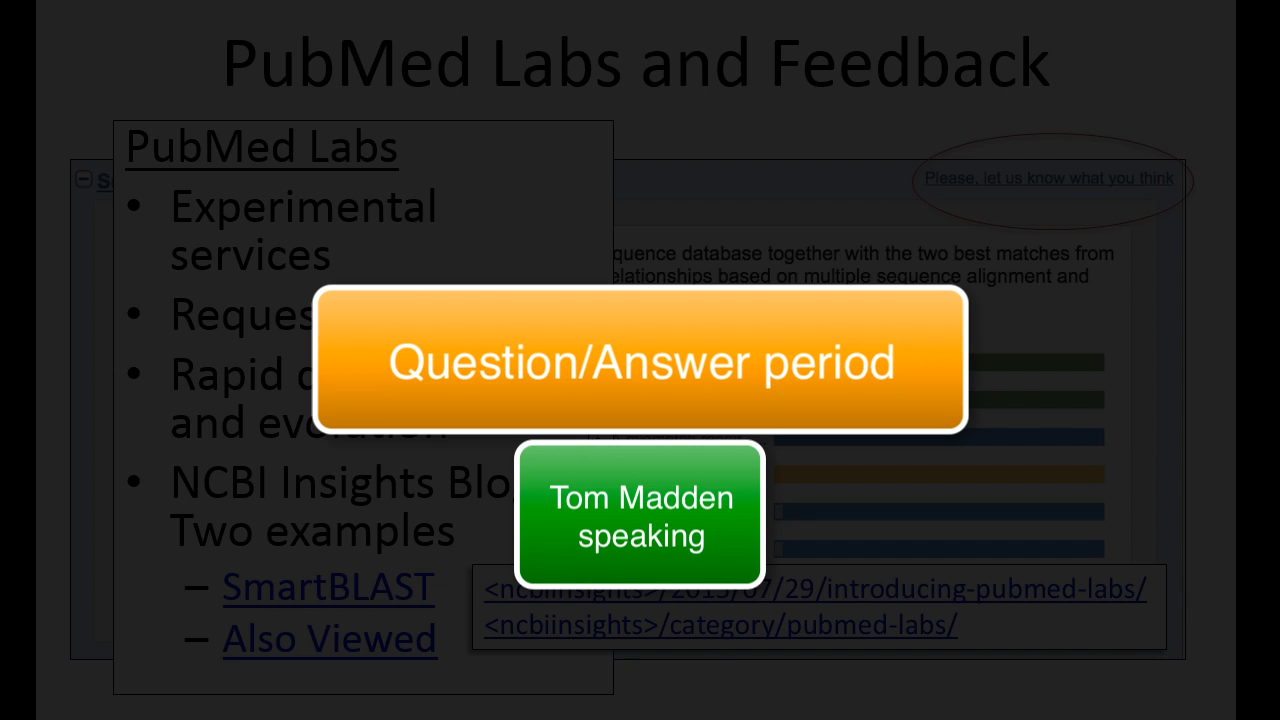 PubMed Labs and Feedback
PubMed Labs
Please, let us know what you think
• Experimental
services
quence database together with the two best matches from
elationships based on multiple sequence alignment and
• Reques
Question/Answer period
• Rapid
and evolution
• NCBI Insights Blo
Two examples
Tom Madden
speaking
– SmartBLAST
– Also Viewed
<ncbiinsights>/2015/07/29/introducing-pubmed-labs/
<ncbiinsights>/category/pubmed-labs/